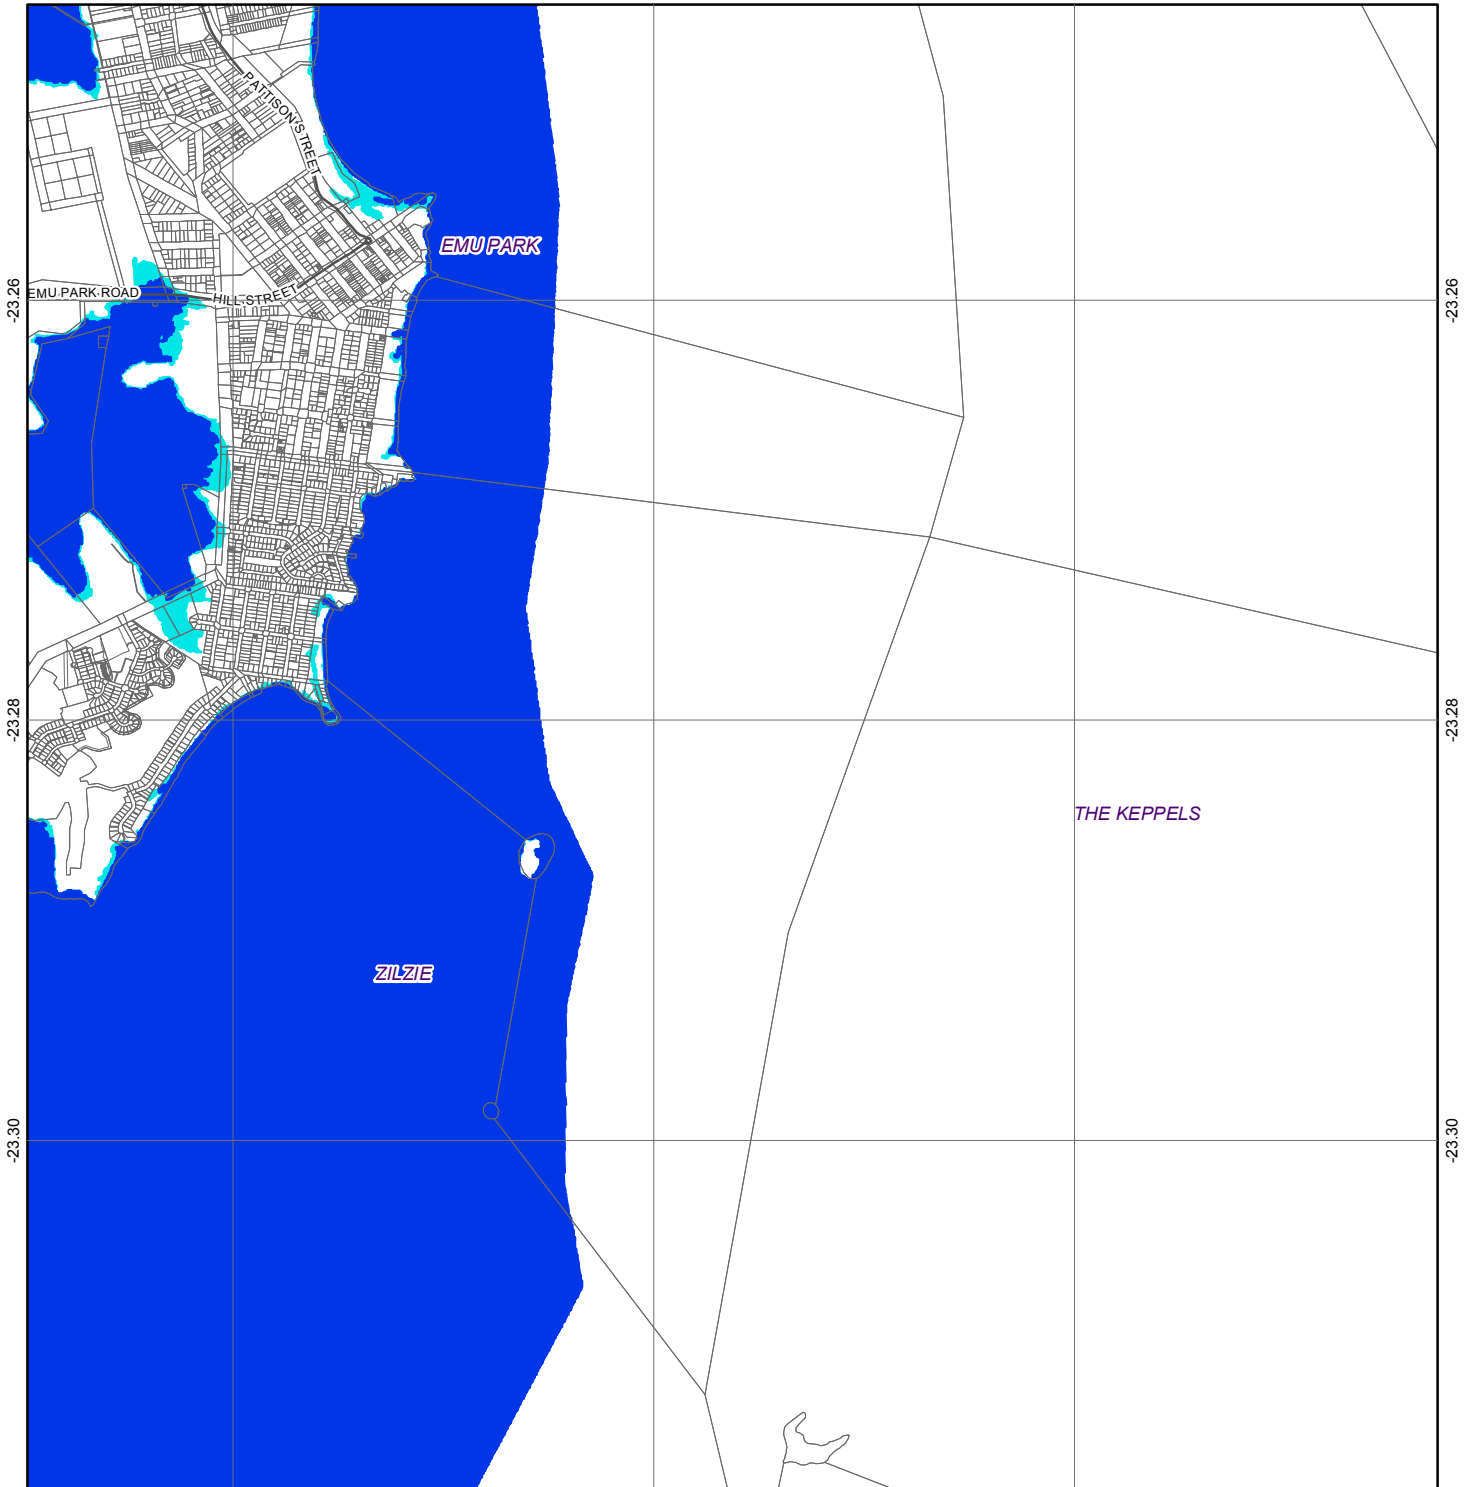 PATTISON STREET
EMU PARK
EMU PARK ROAD
HILL STREET
-23.26
-23.26
-23.28
-23.28
THE KEPPELS
ZILZIE
-23.30
-23.30